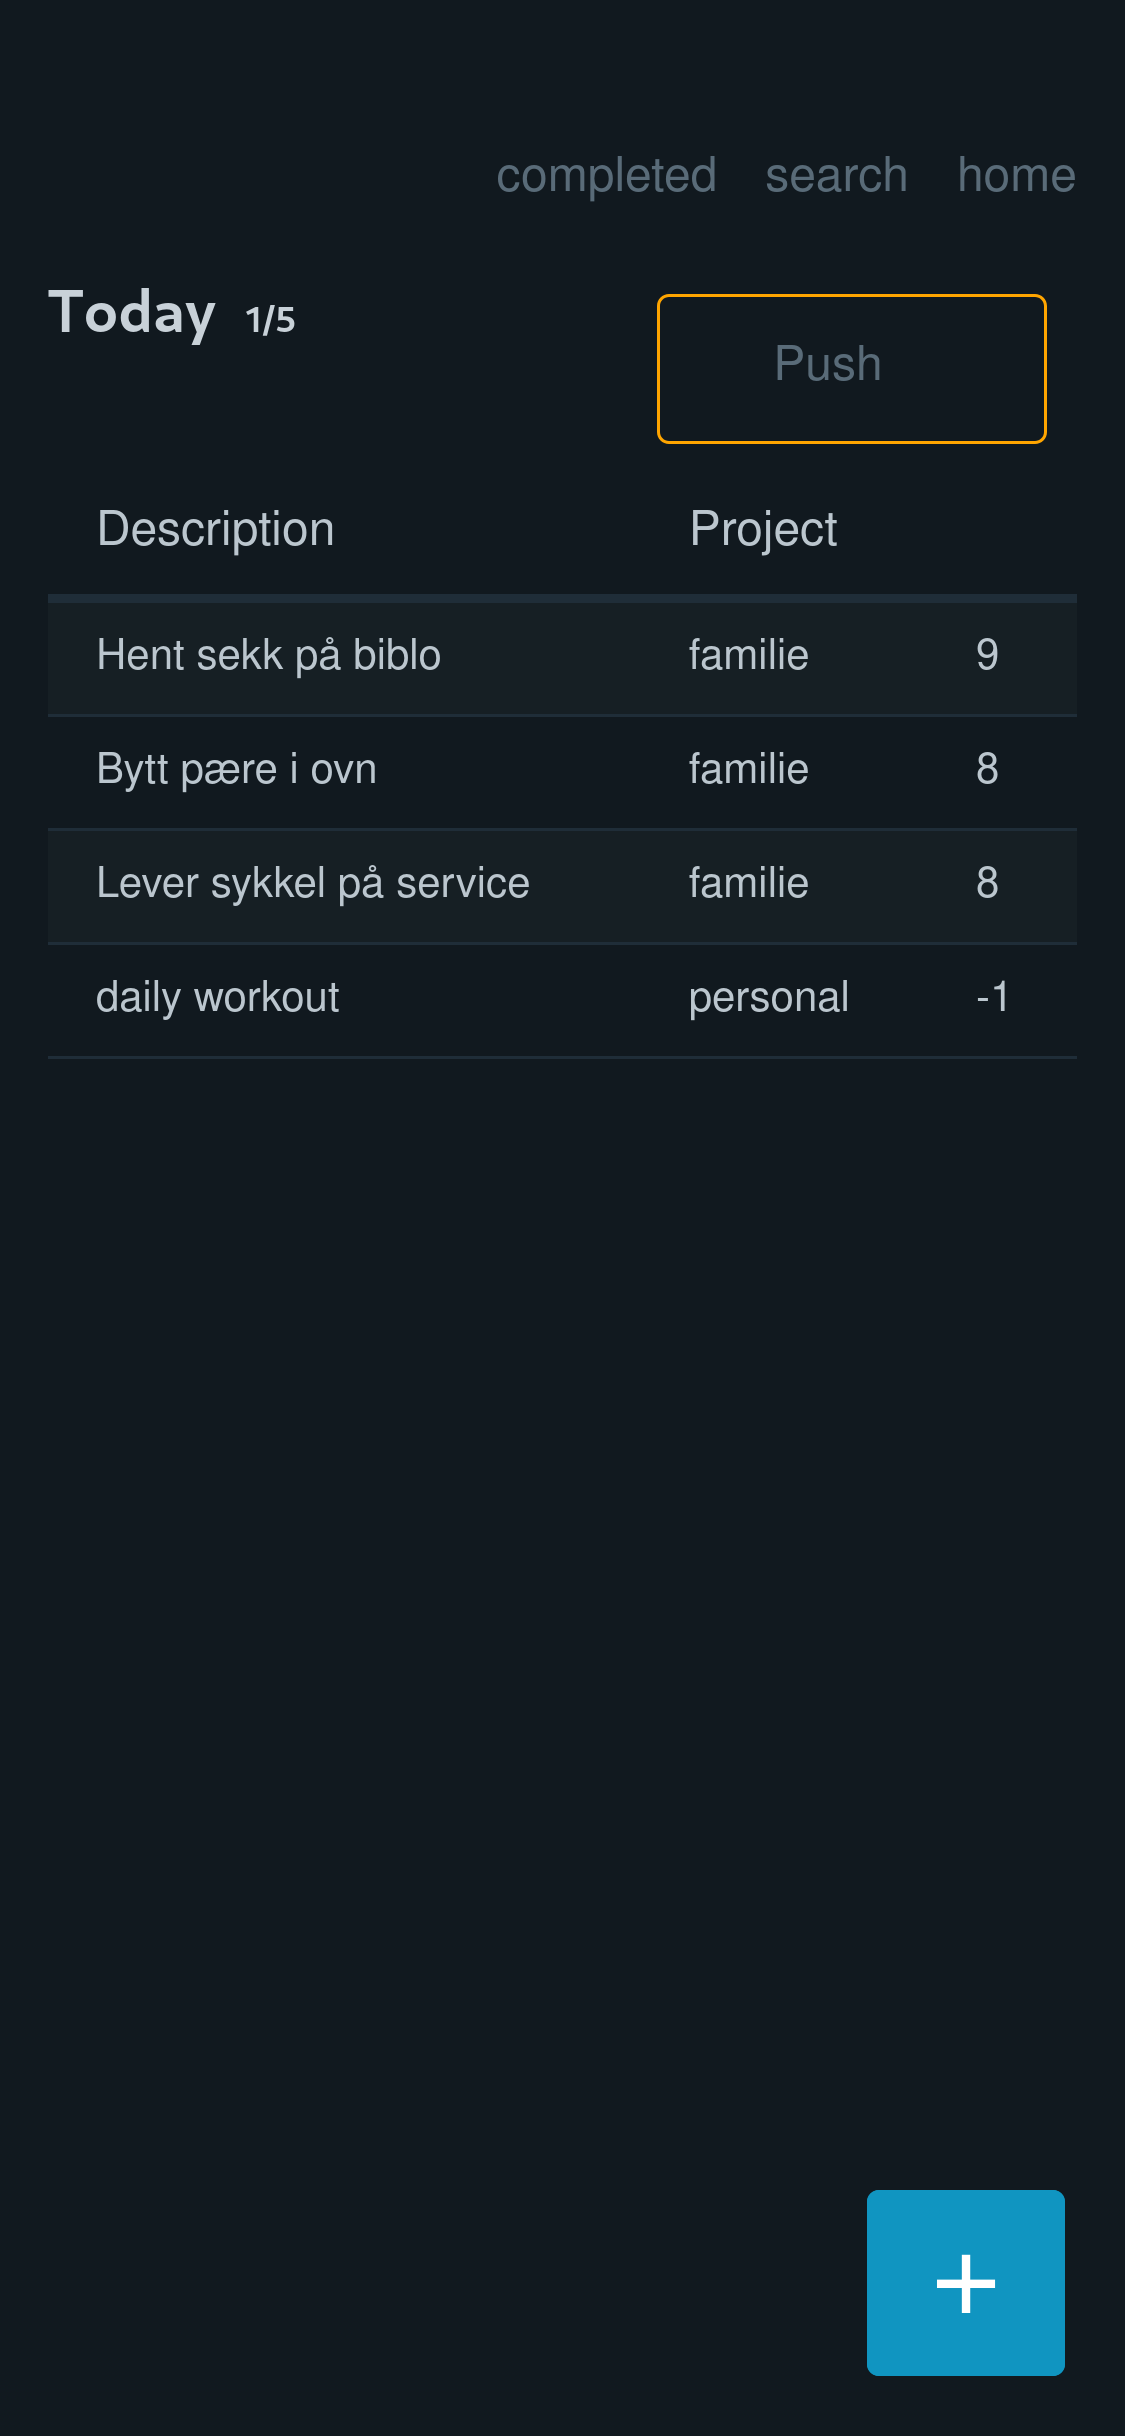 completed search home
Today 1/5
Push
Description Project
Hent sekk på biblo familie 9
Bytt pære i ovn familie 8
Lever sykkel på service familie 8
daily workout personal -1
+